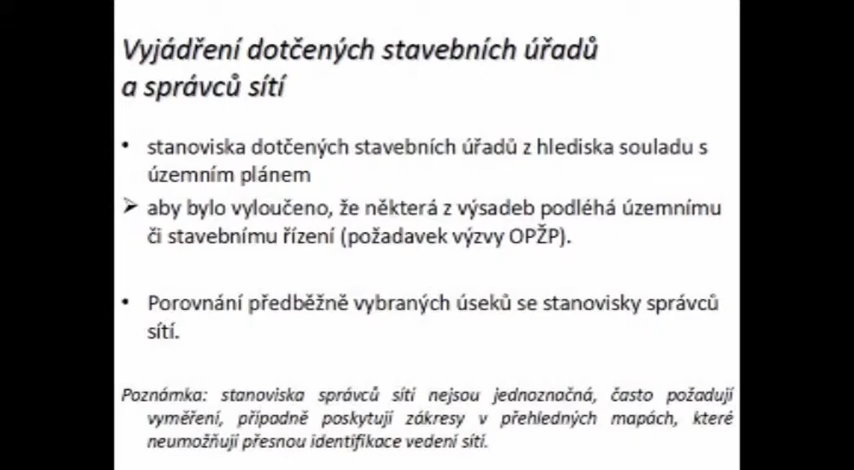 Vyjádření dotčených stavebních úřadů
a správců sítí
• stanoviska dotčených stavebních úřadů z hlediska souladu s
územním plánem
➢ aby bylo vyloučeno, že některá z výsadeb podléhá územnímu
či stavebnímu řízení (požadavek výzvy OPŽP).
• Porovnání předběžně vybraných úseků se stanovisky správců
sítí.
Poznámka: stanoviska správců sítí nejsou jednoznačná, často požadují
vyměření, případně poskytují zákresy v přehledných mapách, které
neumožňují přesnou identifikace vedení sítí.